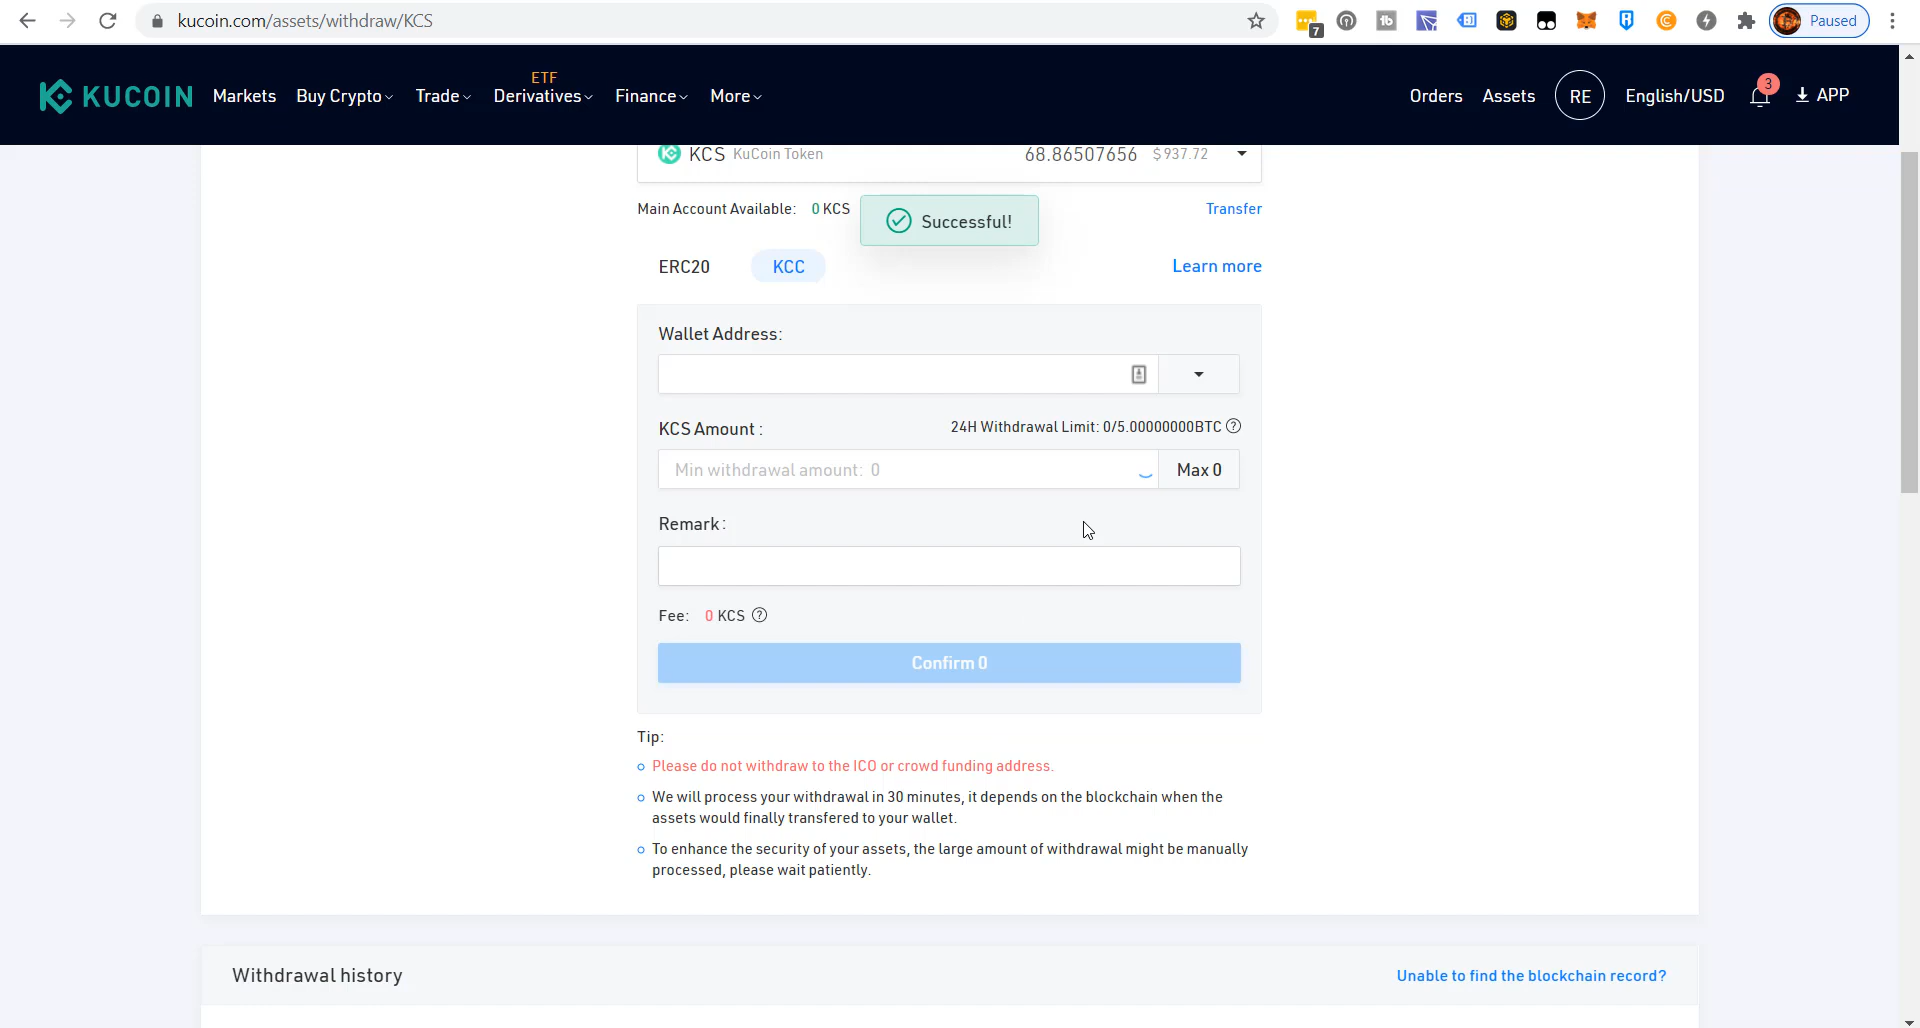 kucoin.com/assets/withdraw/KCS
7
Paused
KUCOIN Markets Buy Crypto Trade ETF Derivatives Finance More Orders Assets RE English/USD 3 APP
KCS KuCoin Token 68.86507656 $937.72
Main Account Available: 0 KCS Transfer
Successful!
ERC20 KCC Learn more
Wallet Address:
KCS Amount : 24H Withdrawal Limit: 0/5.00000000BTC ?
Min withdrawal amount: 0 Max 0
Remark :
Fee: 0 KCS ?
Confirm 0
Tip:
Please do not withdraw to the ICO or crowd funding address.
We will process your withdrawal in 30 minutes, it depends on the blockchain when the
assets would finally transfered to your wallet.
To enhance the security of your assets, the large amount of withdrawal might be manually
processed, please wait patiently.
Withdrawal history Unable to find the blockchain record?